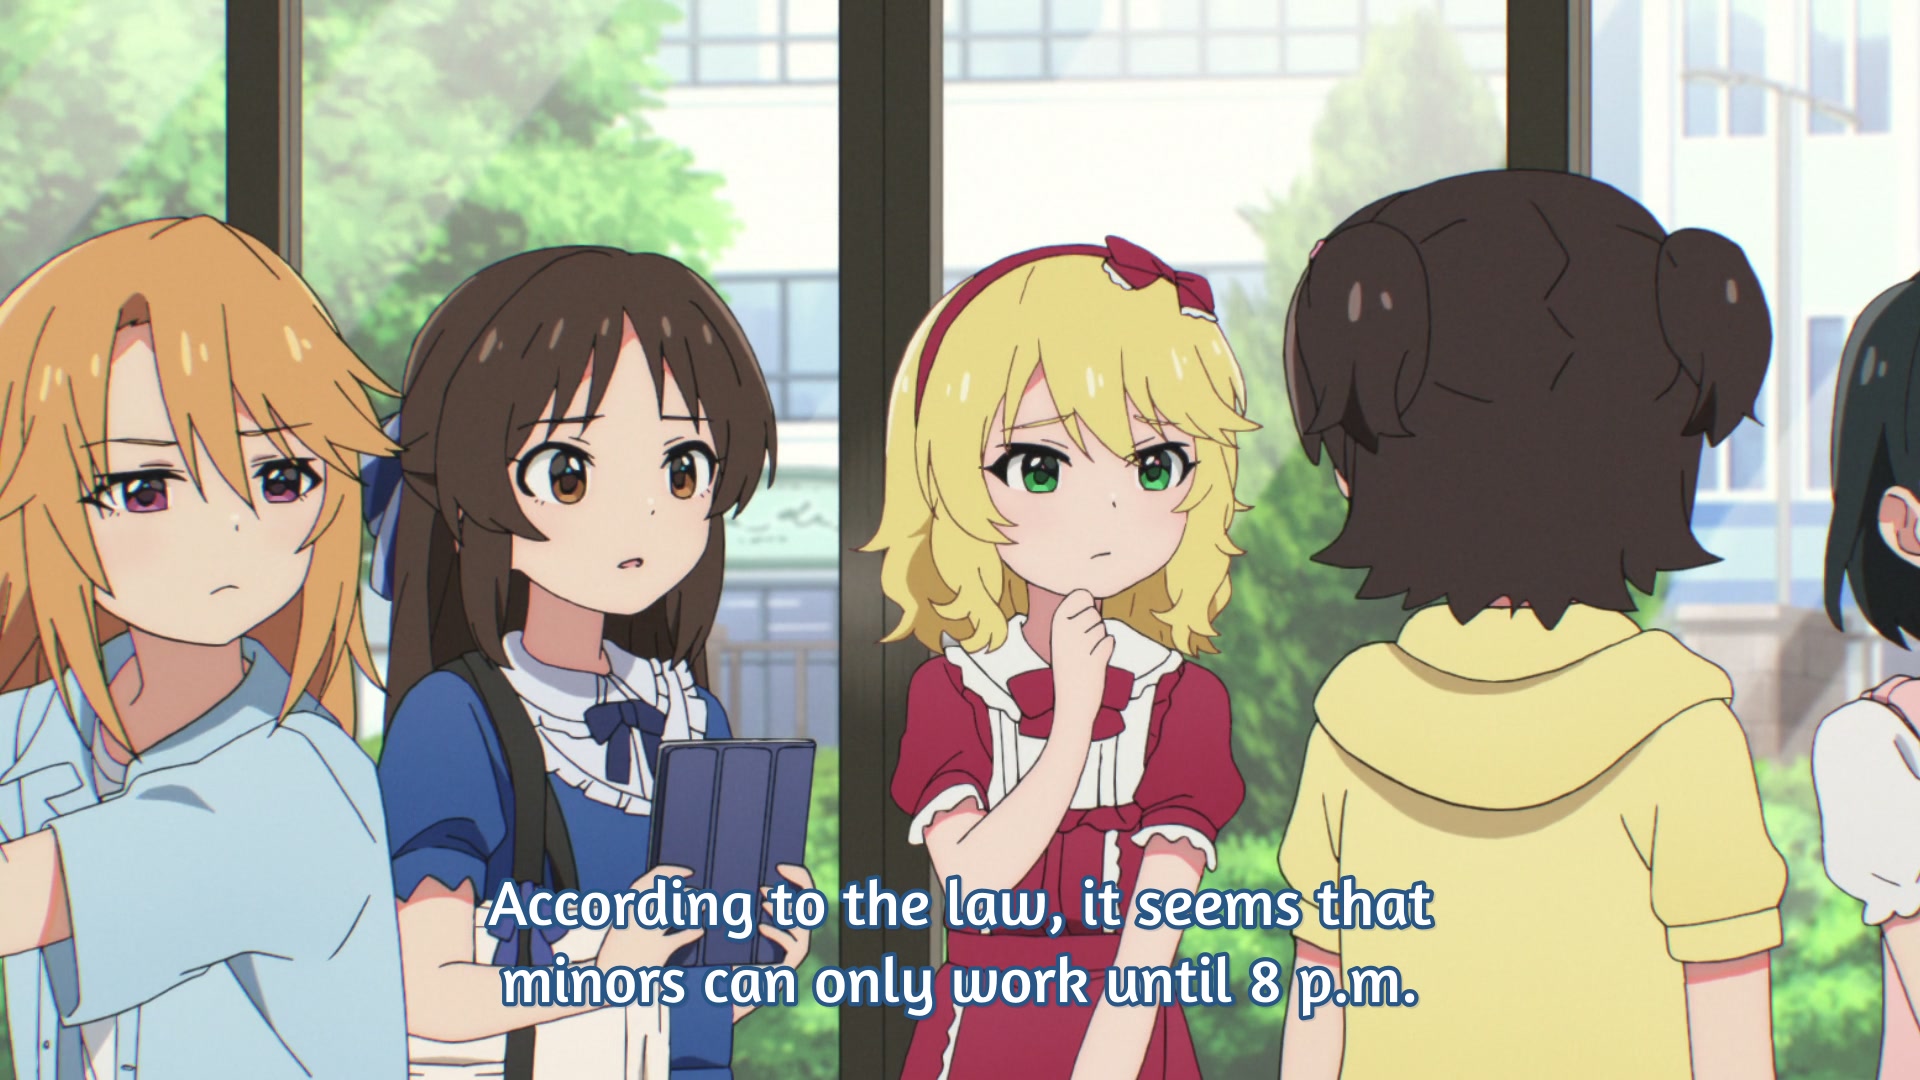 According to the law, it seems that
minors can only work until 8 p.m.